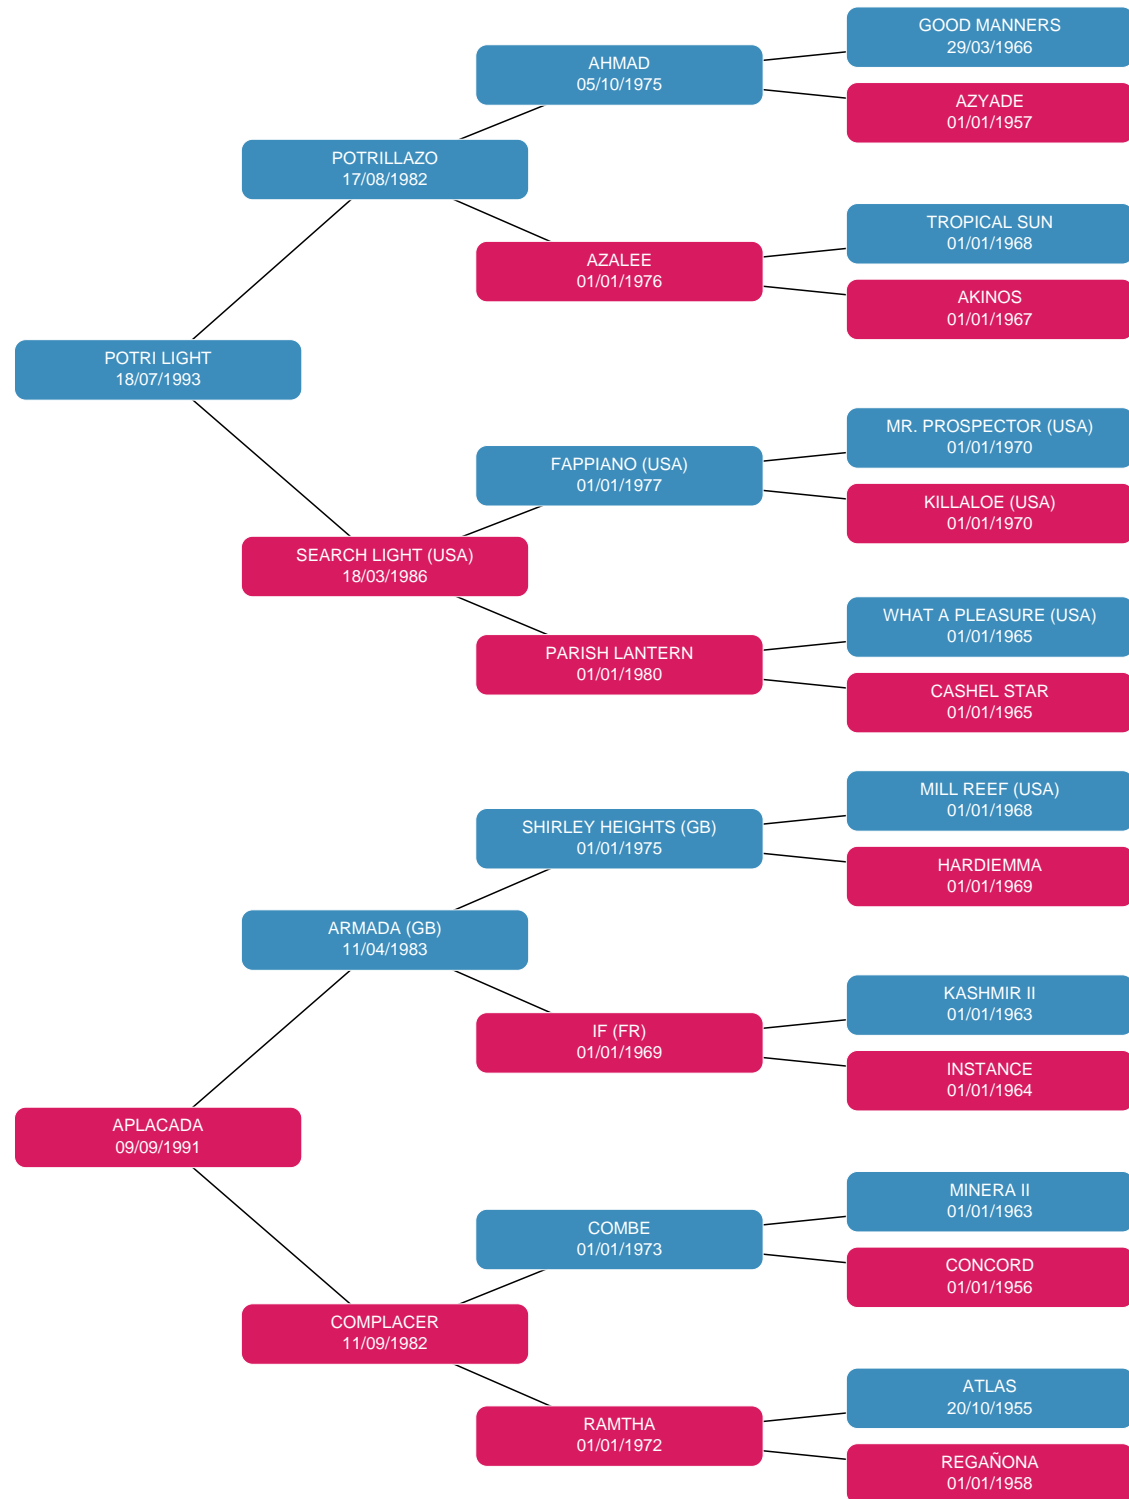 GOOD MANNERS
29/03/1966
AHMAD
05/10/1975
AZYADE
01/01/1957
POTRILLAZO
17/08/1982
TROPICAL SUN
01/01/1968
AZALEE
01/01/1976
AKINOS
01/01/1967
POTRI LIGHT
18/07/1993
MR. PROSPECTOR (USA)
01/01/1970
FAPPIANO (USA)
01/01/1977
KILLALOE (USA)
01/01/1970
SEARCH LIGHT (USA)
18/03/1986
WHAT A PLEASURE (USA)
01/01/1965
PARISH LANTERN
01/01/1980
CASHEL STAR
01/01/1965
MILL REEF (USA)
01/01/1968
SHIRLEY HEIGHTS (GB)
01/01/1975
HARDIEMMA
01/01/1969
ARMADA (GB)
11/04/1983
KASHMIR II
01/01/1963
IF (FR)
01/01/1969
INSTANCE
01/01/1964
APLACADA
09/09/1991
MINERA II
01/01/1963
COMBE
01/01/1973
CONCORD
01/01/1956
COMPLACER
11/09/1982
ATLAS
20/10/1955
RAMTHA
01/01/1972
REGAÑONA
01/01/1958